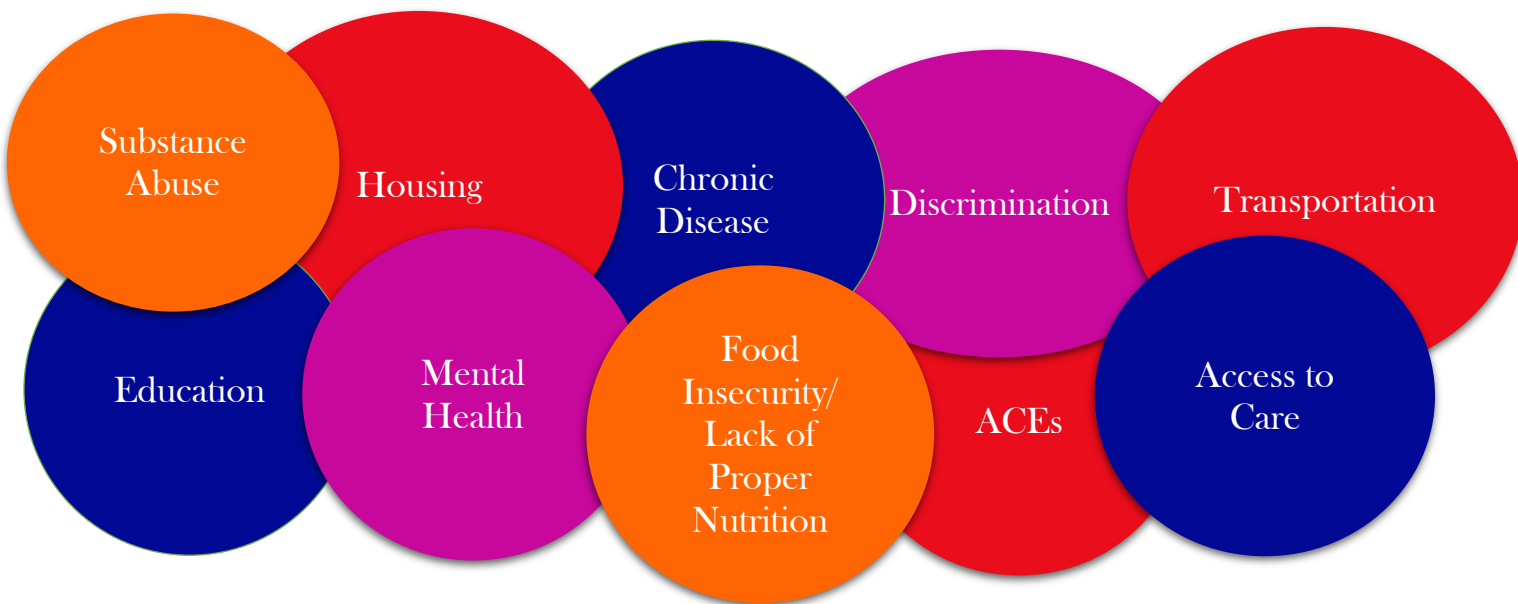 Substance
Abuse
Housing
Chronic
Disease
Discrimination
Transportation
Education
Mental
Health
Food
Insecurity/
Lack of
Proper
Nutrition
ACEs
Access to
Care